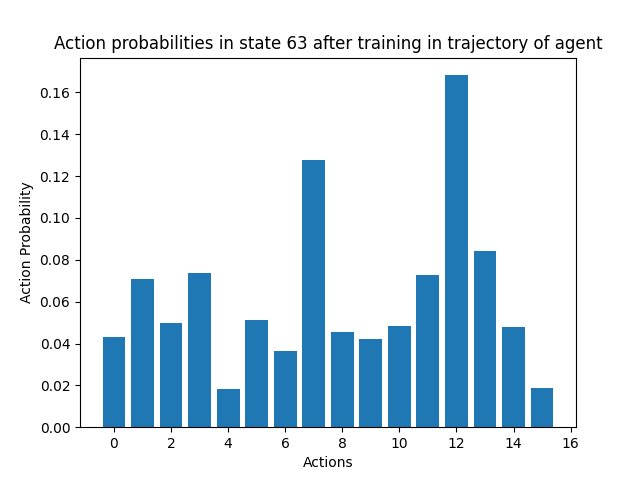 Action probabilities in state 63 after training in trajectory of agent
0.16
0.14
0.12
0.10
0.08
0.06
0.04
0.02
0.00
Action Probability
0 2 4 6 8 10 12 14 16
Actions